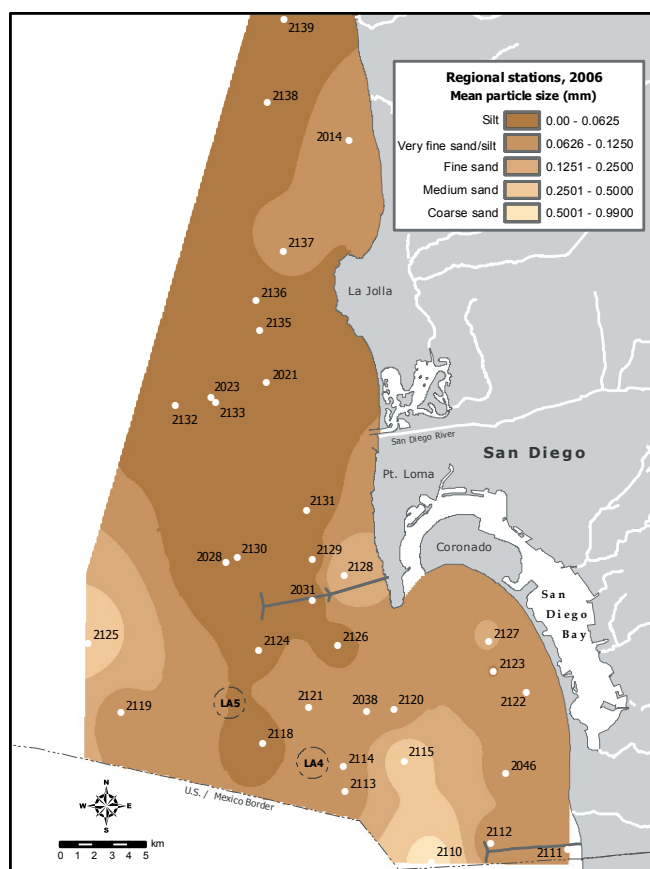 2139
Regional stations, 2006
Mean particle size (mm)
Silt 0.00 - 0.0625
Very fine sand/silt 0.0626 - 0.1250
Fine sand 0.1251 - 0.2500
Medium sand 0.2501 - 0.5000
Coarse sand 0.5001 - 0.9900
2138
2014
2137
La Jolla
2136
2135
2021
2023
2132
2133
San Diego River
San Diego
Pt. Loma
2131
Coronado
2130
2129
2028
2128
2031
San
Diego
Bay
2125
2124
2126
2127
2123
2119
LA5
2121
2038
2120
2122
2118
LA4
2114
2115
2046
2113
U.S. / Mexico Border
N
W E
S
2112
2111
2110
0 1 2 3 4 5 km